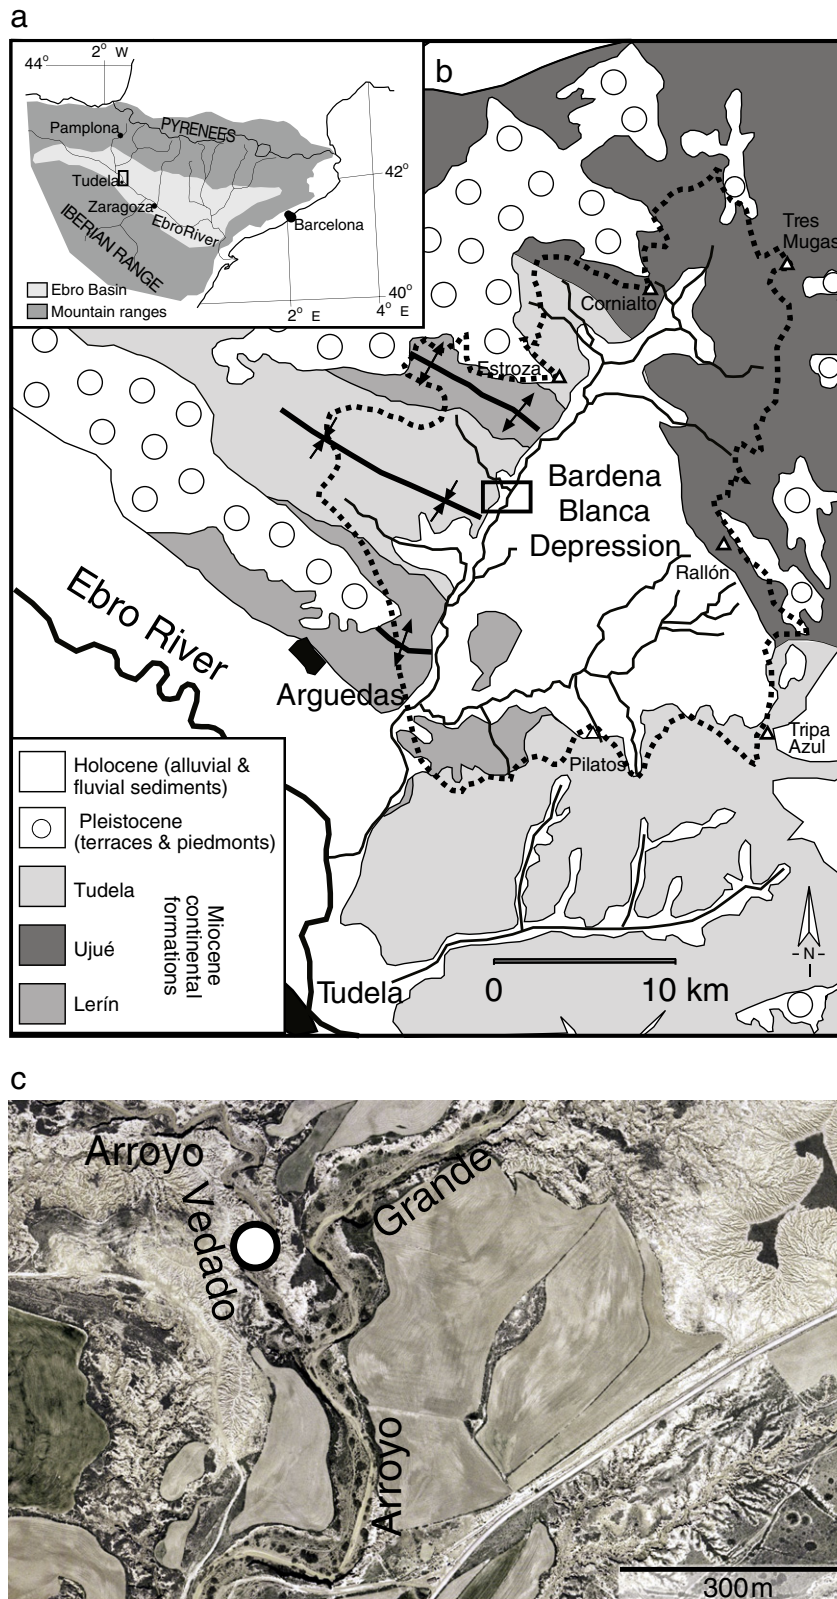 a
44° 2° W
b
Pamplona
PYRENEES
42°
Tudela
Zaragoza
Ebro River
Barcelona
IBERIAN RANGE
Ebro Basin
Mountain ranges
40°
2° E
4° E
Tres
Mugas
Cornialto
Estroza
Bardena
Blanca
Depression
Rallón
Ebro River
Arguedas
Tripa
Azul
Pilatos
Holocene (alluvial &
fluvial sediments)
Pleistocene
(terraces & piedmonts)
Tudela
Ujué
Lerín
Miocene
continental
formations
Tudela
0 10 km
-N-
c
Arroyo
Vedado
Grande
Arroyo
300 m